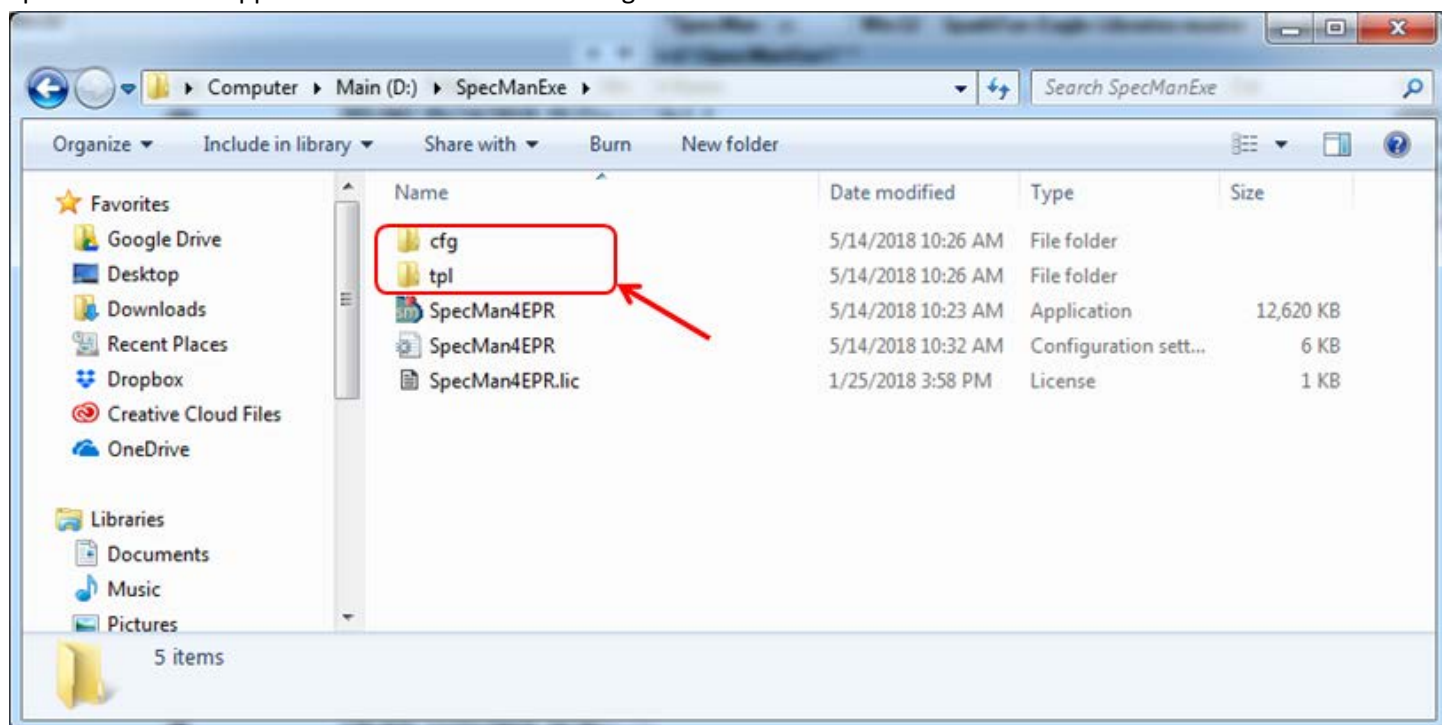 Computer Main (D:) SpecManExe Search SpecManExe
Organize Include in library Share with Burn New folder
Name Date modified Type Size
Favorites
Google Drive
Desktop
Downloads
Recent Places
Dropbox
Creative Cloud Files
OneDrive
Libraries
Documents
Music
Pictures
cfg 5/14/2018 10:26 AM File folder
tpl 5/14/2018 10:26 AM File folder
SpecMan4EPR 5/14/2018 10:23 AM Application 12,620 KB
SpecMan4EPR 5/14/2018 10:32 AM Configuration sett... 6 KB
SpecMan4EPR.lic 1/25/2018 3:58 PM License 1 KB
5 items